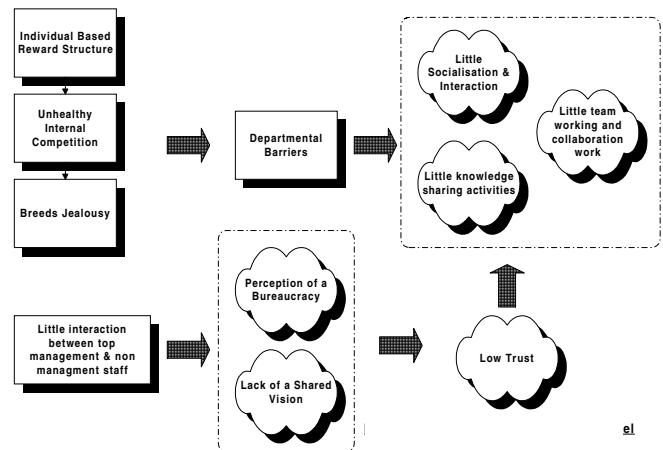 Individual Based
Reward Structure
Unhealthy
Internal
Competition
Breeds Jealousy
Departmental
Barriers
Little
Socialisation &
Interaction
Little team
working and
collaboration
work
Little knowledge
sharing activities
Little interaction
between top
management & non
managment staff
Perception of a
Bureaucracy
Lack of a Shared
Vision
Low Trust
el